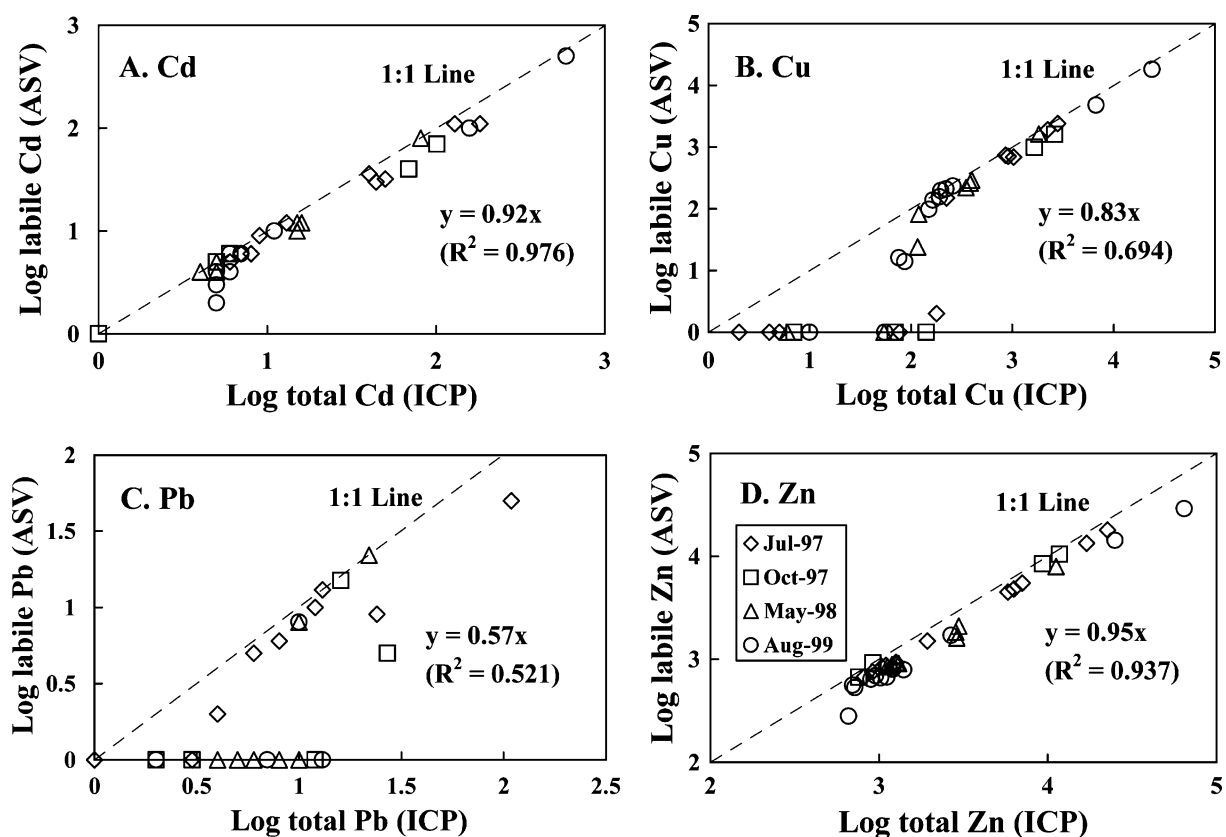 3
2
1
0
0
1
2
3
A. Cd
1:1 Line
y = 0.92x
(R² = 0.976)
Log labile Cd (ASV)
Log total Cd (ICP)
5
4
3
2
1
0
0
1
2
3
4
5
B. Cu
1:1 Line
y = 0.83x
(R² = 0.694)
Log labile Cu (ASV)
Log total Cu (ICP)
2
1.5
1
0.5
0
0
0.5
1
1.5
2
2.5
C. Pb
1:1 Line
y = 0.57x
(R² = 0.521)
Log labile Pb (ASV)
Log total Pb (ICP)
5
4
3
2
2
3
4
5
D. Zn
1:1 Line
Jul-97
Oct-97
May-98
Aug-99
y = 0.95x
(R² = 0.937)
Log labile Zn (ASV)
Log total Zn (ICP)